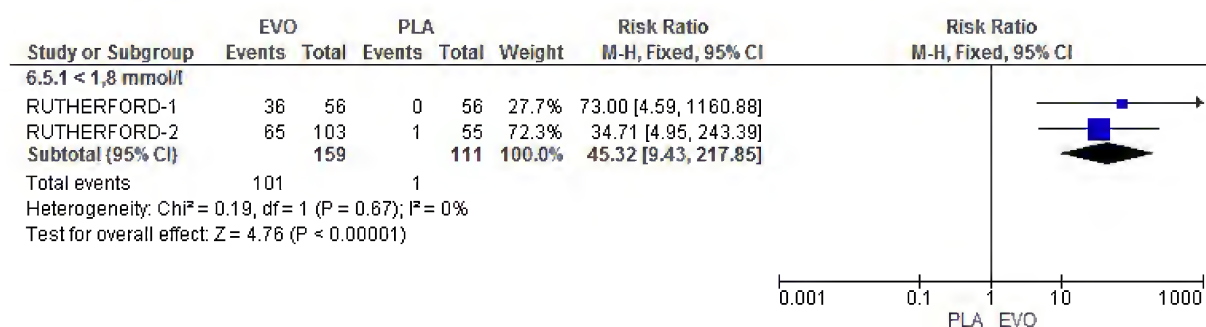 EVO PLA Risk Ratio Risk Ratio
Study or Subgroup Events Total Events Total Weight M-H, Fixed, 95% CI M-H, Fixed, 95% CI
6.5.1 < 1,8 mmol/l
RUTHERFORD-1 36 56 0 56 27.7% 73.00 [4.59, 1160.88]
RUTHERFORD-2 65 103 1 55 72.3% 34.71 [4.95, 243.39]
Subtotal (95% CI) 159 111 100.0% 45.32 [9.43, 217.85]
Total events 101 1
Heterogeneity: Chi² = 0.19, df = 1 (P = 0.67); I² = 0%
Test for overall effect: Z = 4.76 (P < 0.00001)
0.001 0.1 1 10 1000
PLA EVO